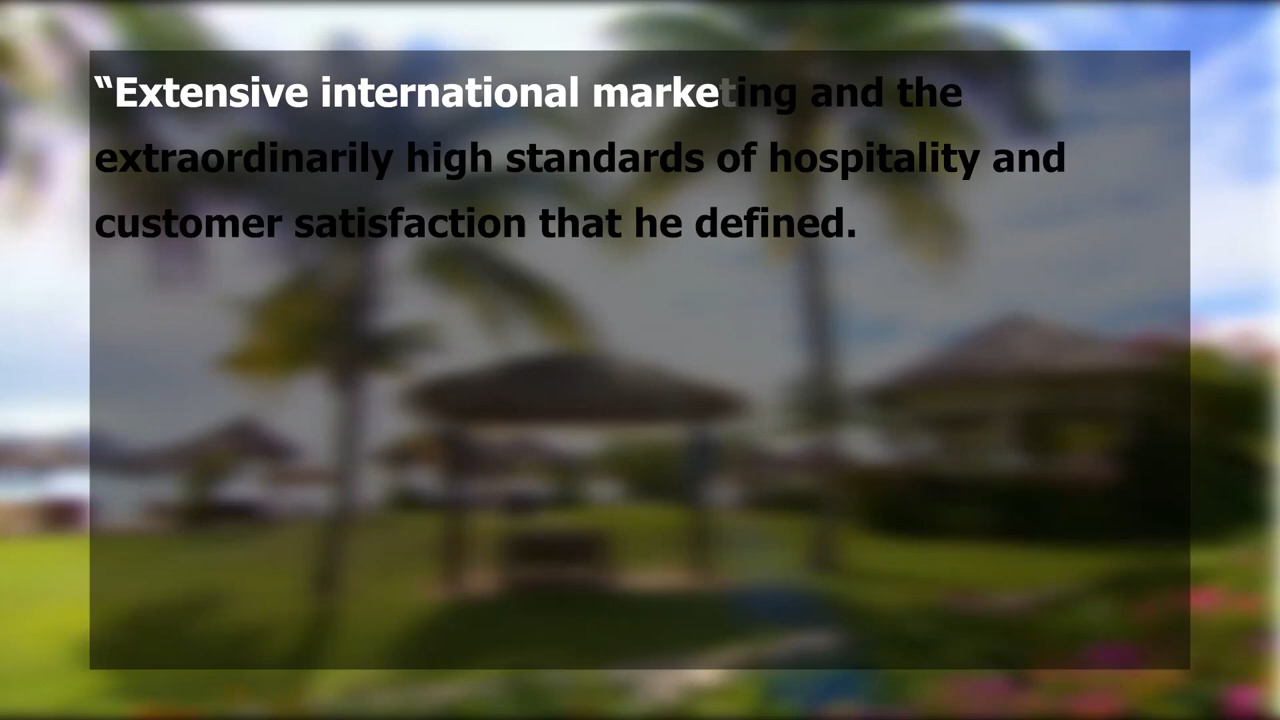 “Extensive international marketing and the
extraordinarily high standards of hospitality and
customer satisfaction that he defined.